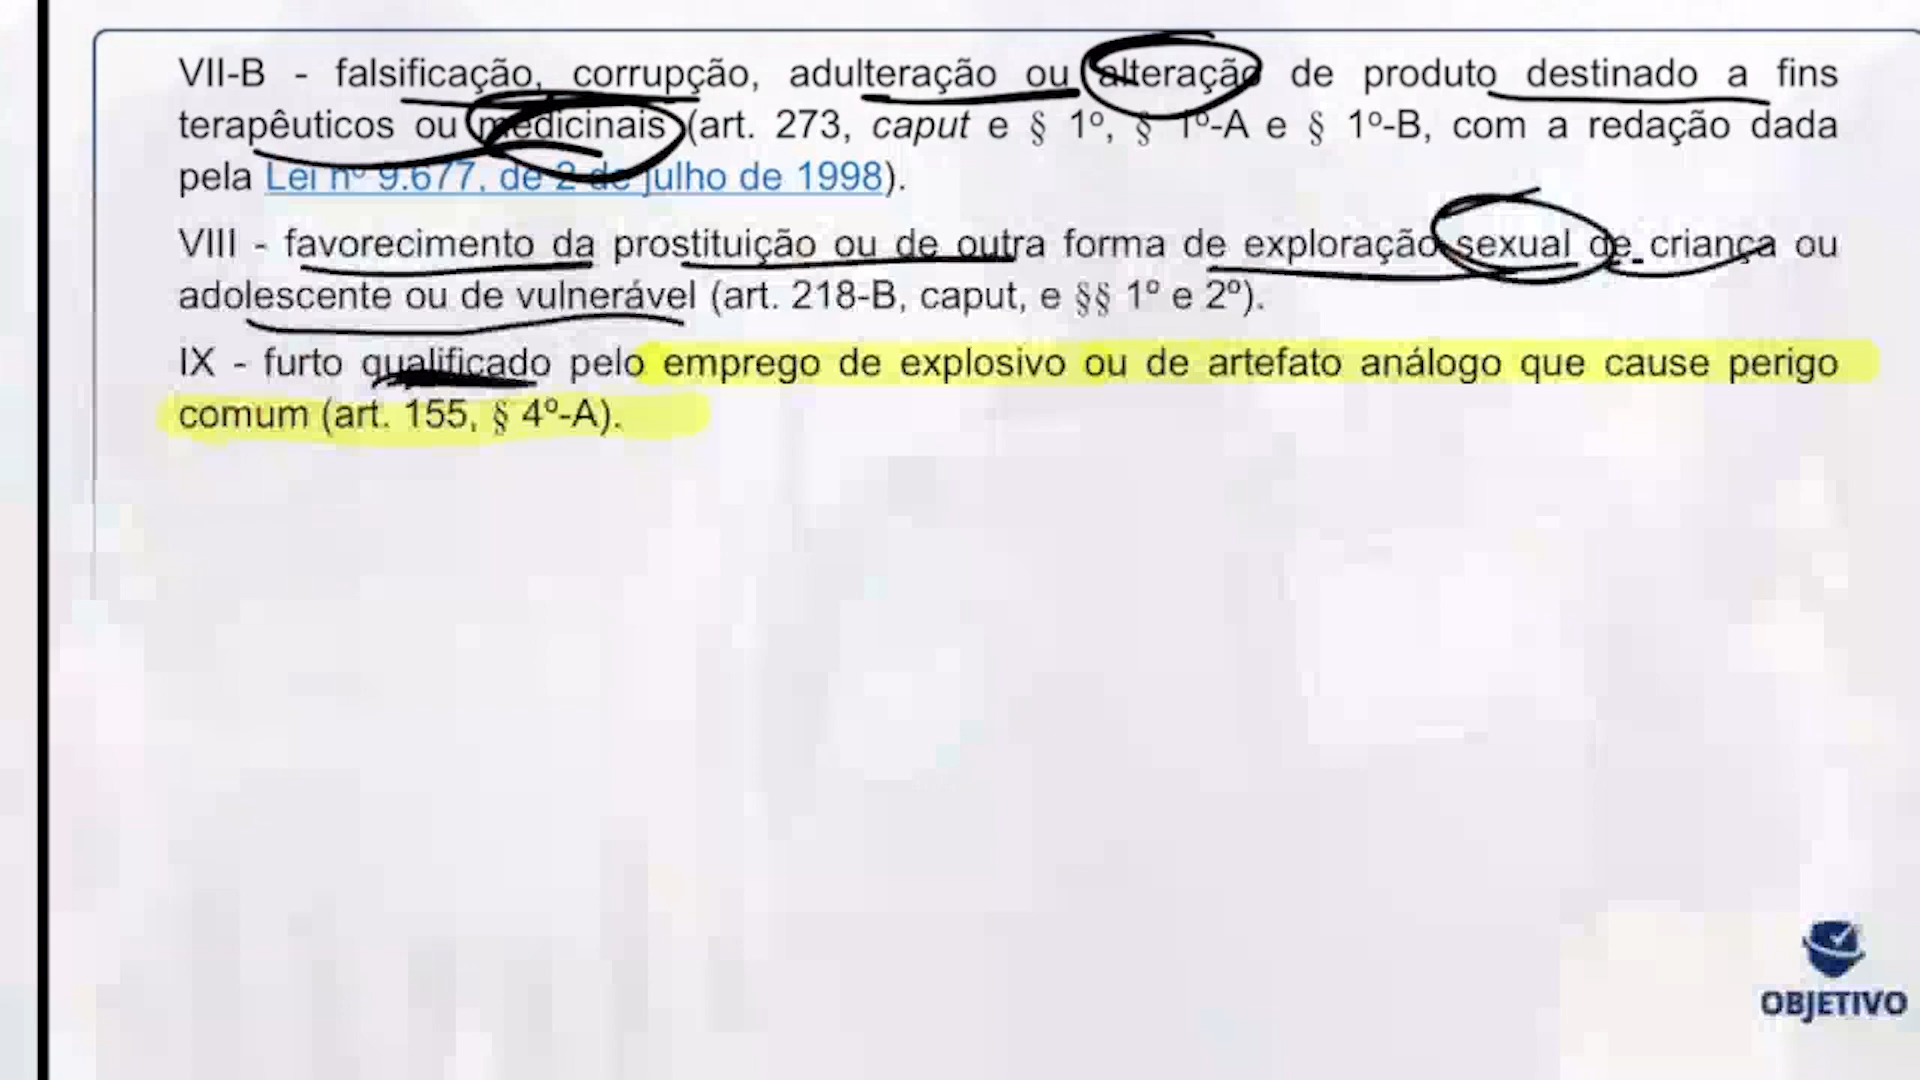 VII-B - falsificação, corrupção, adulteração ou alteração de produto destinado a fins
terapêuticos ou medicinais (art. 273, caput e § 1º, § 1º-A e § 1º-B, com a redação dada
pela Lei nº 9.677, de 2 de julho de 1998).
VIII - favorecimento da prostituição ou de outra forma de exploração sexual de criança ou
adolescente ou de vulnerável (art. 218-B, caput, e §§ 1º e 2º).
IX - furto qualificado pelo emprego de explosivo ou de artefato análogo que cause perigo
comum (art. 155, § 4º-A).
OBJETIVO